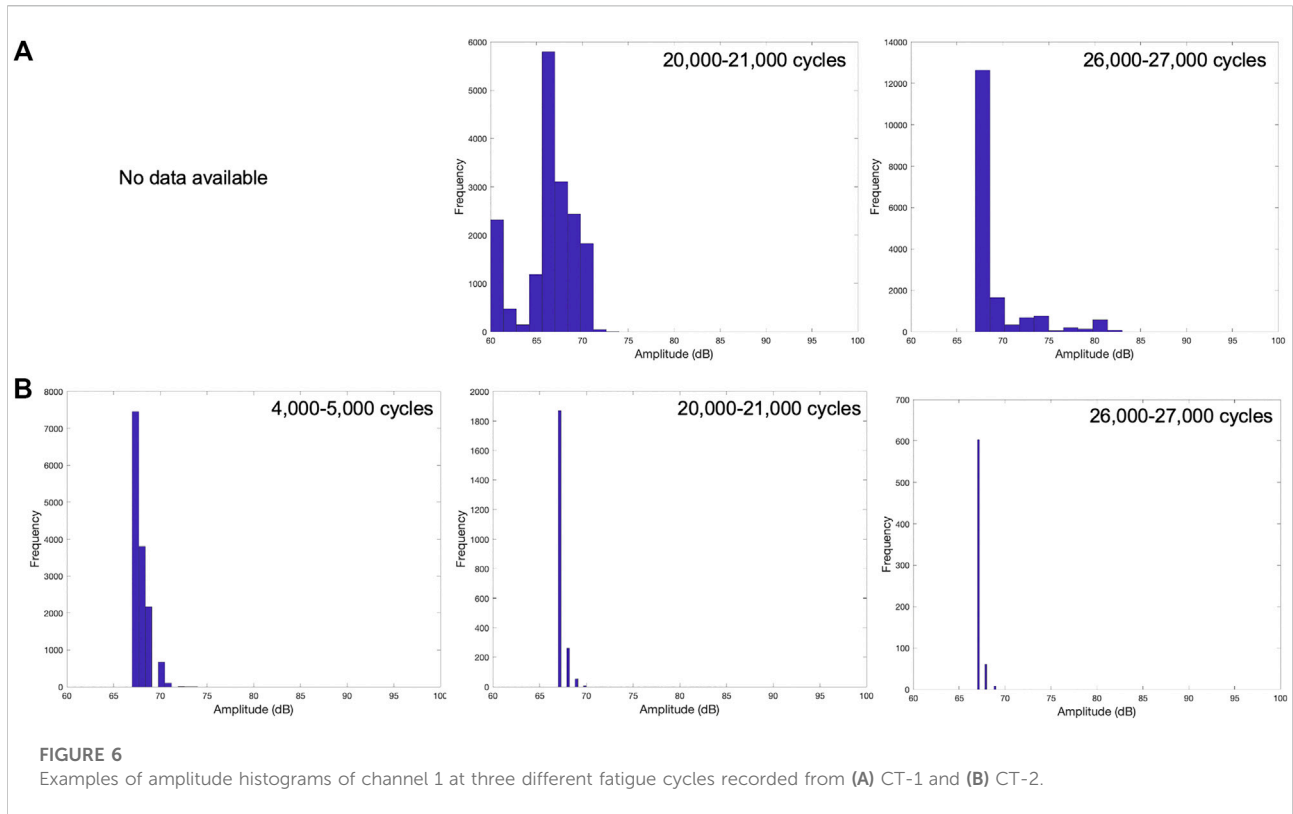 A
No data available
20,000-21,000 cycles
Frequency
6000
5000
4000
3000
2000
1000
0
60 65 70 75 80 85 90 95 100
Amplitude (dB)
26,000-27,000 cycles
Frequency
14000
12000
10000
8000
6000
4000
2000
0
60 65 70 75 80 85 90 95 100
Amplitude (dB)
B
4,000-5,000 cycles
Frequency
8000
7000
6000
5000
4000
3000
2000
1000
0
60 65 70 75 80 85 90 95 100
Amplitude (dB)
20,000-21,000 cycles
Frequency
2000
1800
1600
1400
1200
1000
800
600
400
200
0
60 65 70 75 80 85 90 95 100
Amplitude (dB)
26,000-27,000 cycles
Frequency
700
600
500
400
300
200
100
0
60 65 70 75 80 85 90 95 100
Amplitude (dB)
FIGURE 6
Examples of amplitude histograms of channel 1 at three different fatigue cycles recorded from (A) CT-1 and (B) CT-2.